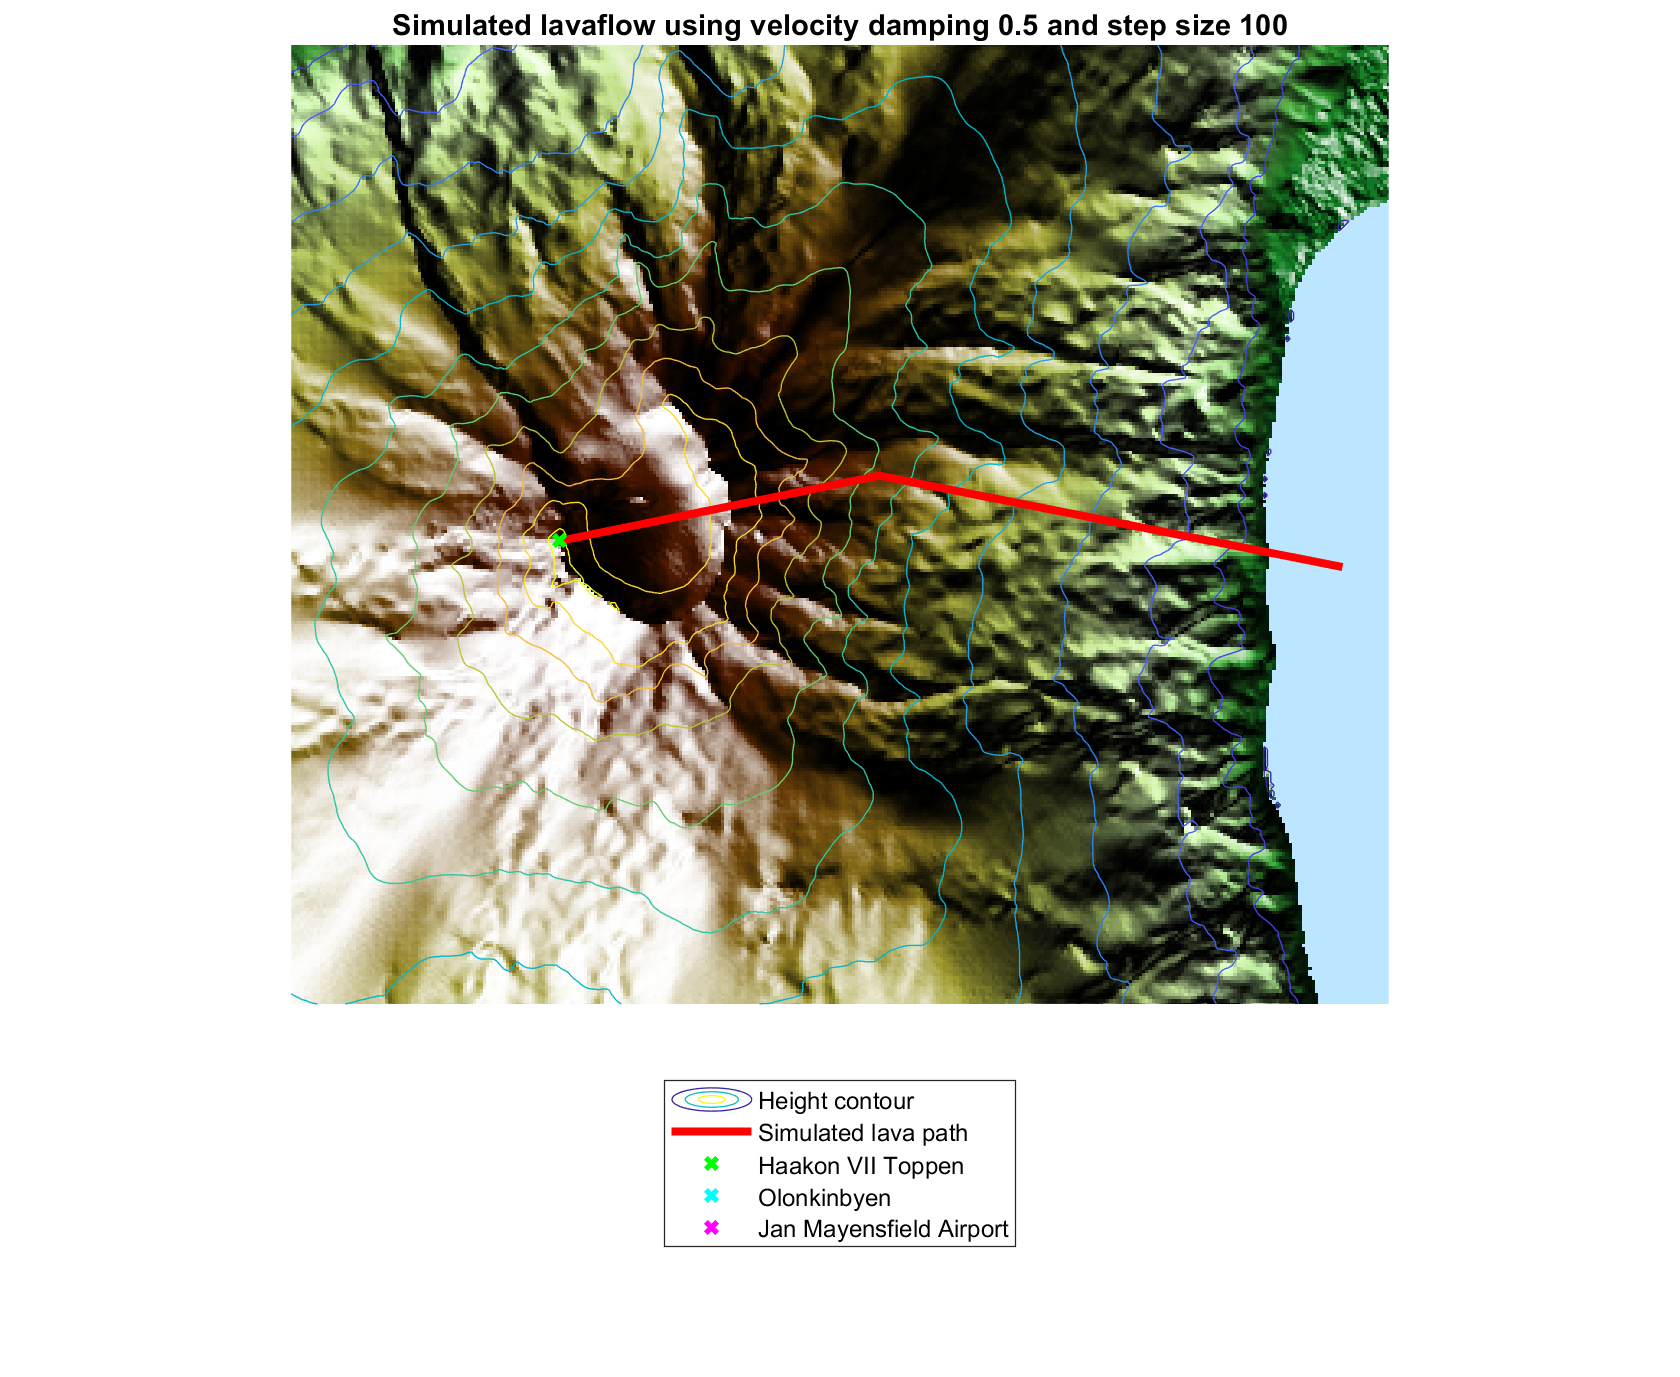 Simulated lavaflow using velocity damping 0.5 and step size 100
Height contour
Simulated lava path
Haakon VII Toppen
Olonkinbyen
Jan Mayensfield Airport